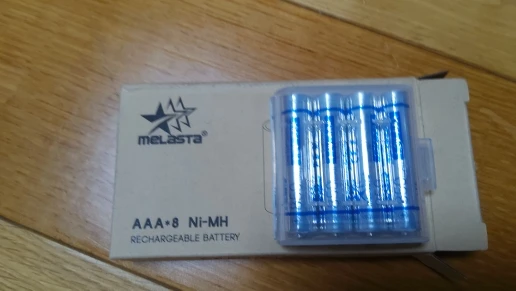 MELASTA®
AAA*8 Ni-MH
RECHARGEABLE BATTERY